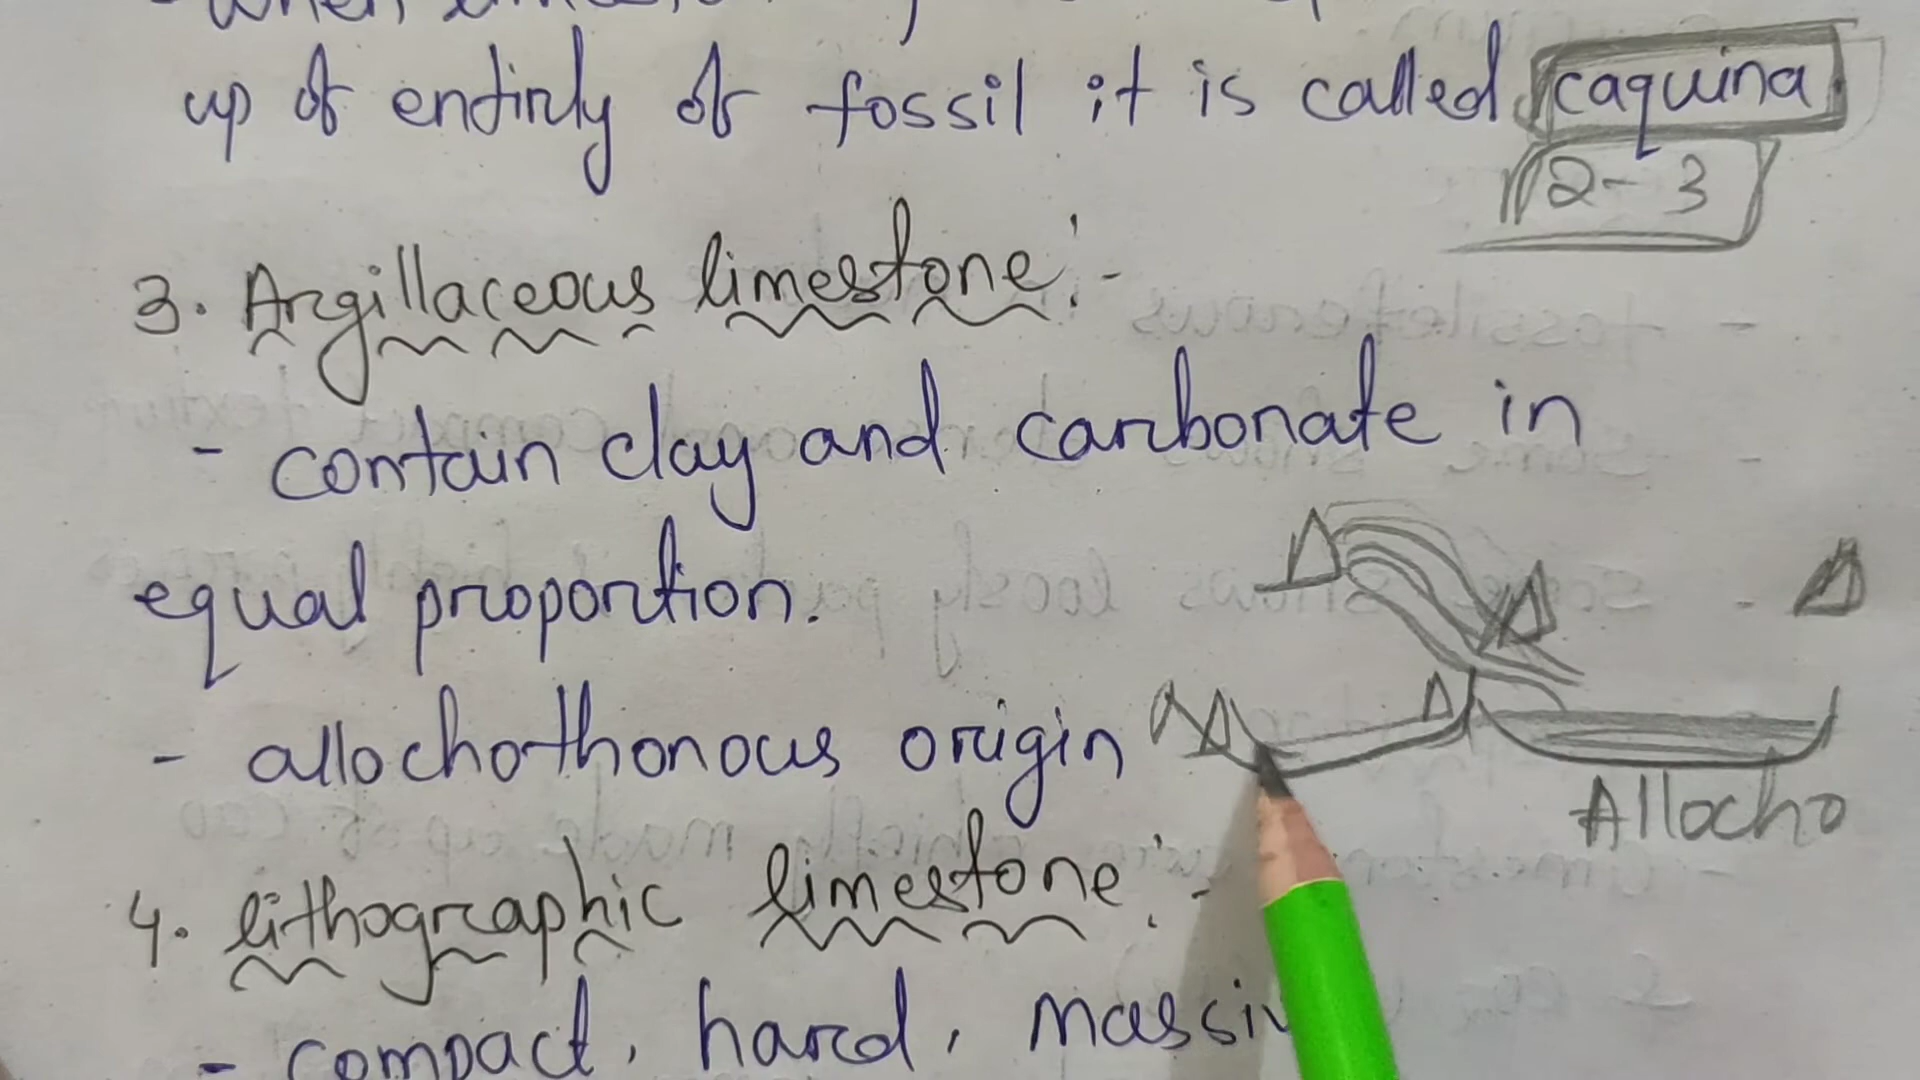 up of entirly of fossil it is called caquina
2-3
3. Argillaceous limestone:-
- contain clay and carbonate in
equal proportion.
- allochothonous origin
Allocho
4. lithographic limestone:-
- compact, hard, massiv